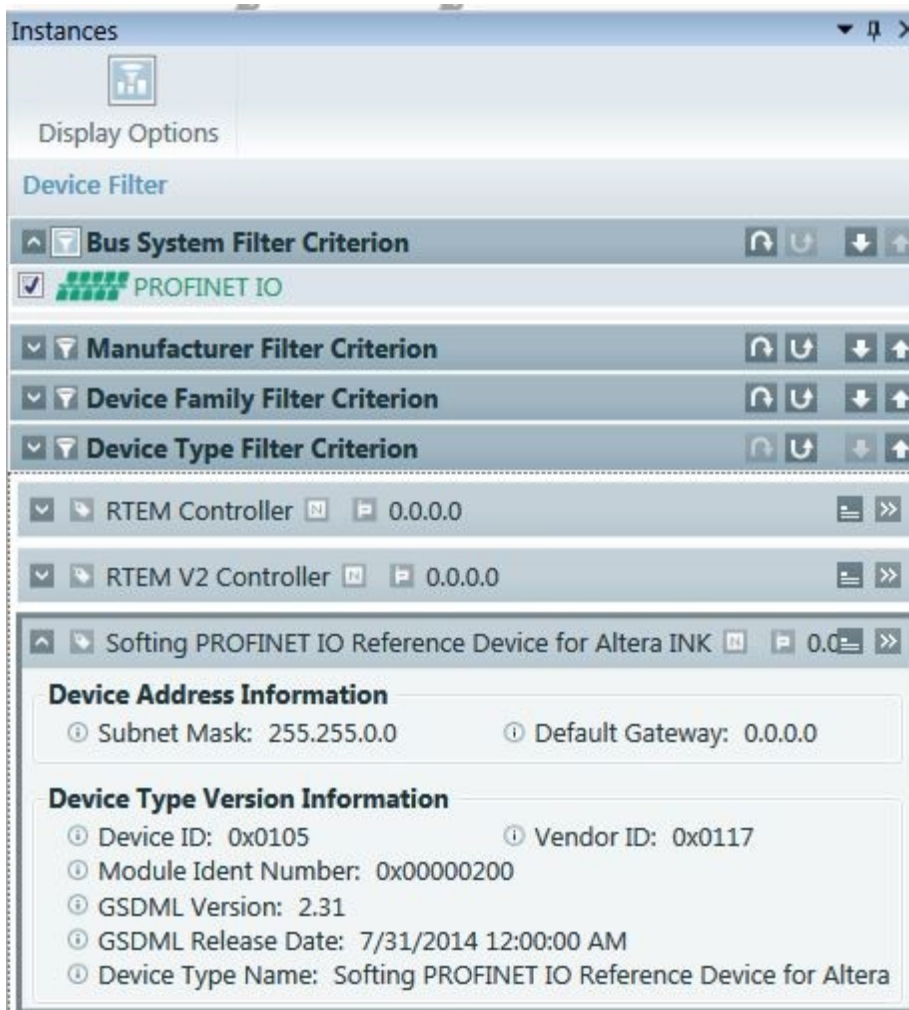 Instances
Display Options
Device Filter
Bus System Filter Criterion
PROFINET IO
Manufacturer Filter Criterion
Device Family Filter Criterion
Device Type Filter Criterion
RTEM Controller N 0.0.0.0
RTEM V2 Controller N 0.0.0.0
Softing PROFINET IO Reference Device for Altera INK N 0.0
Device Address Information
Subnet Mask: 255.255.0.0 Default Gateway: 0.0.0.0
Device Type Version Information
Device ID: 0x0105 Vendor ID: 0x0117
Module Ident Number: 0x00000200
GSDML Version: 2.31
GSDML Release Date: 7/31/2014 12:00:00 AM
Device Type Name: Softing PROFINET IO Reference Device for Altera